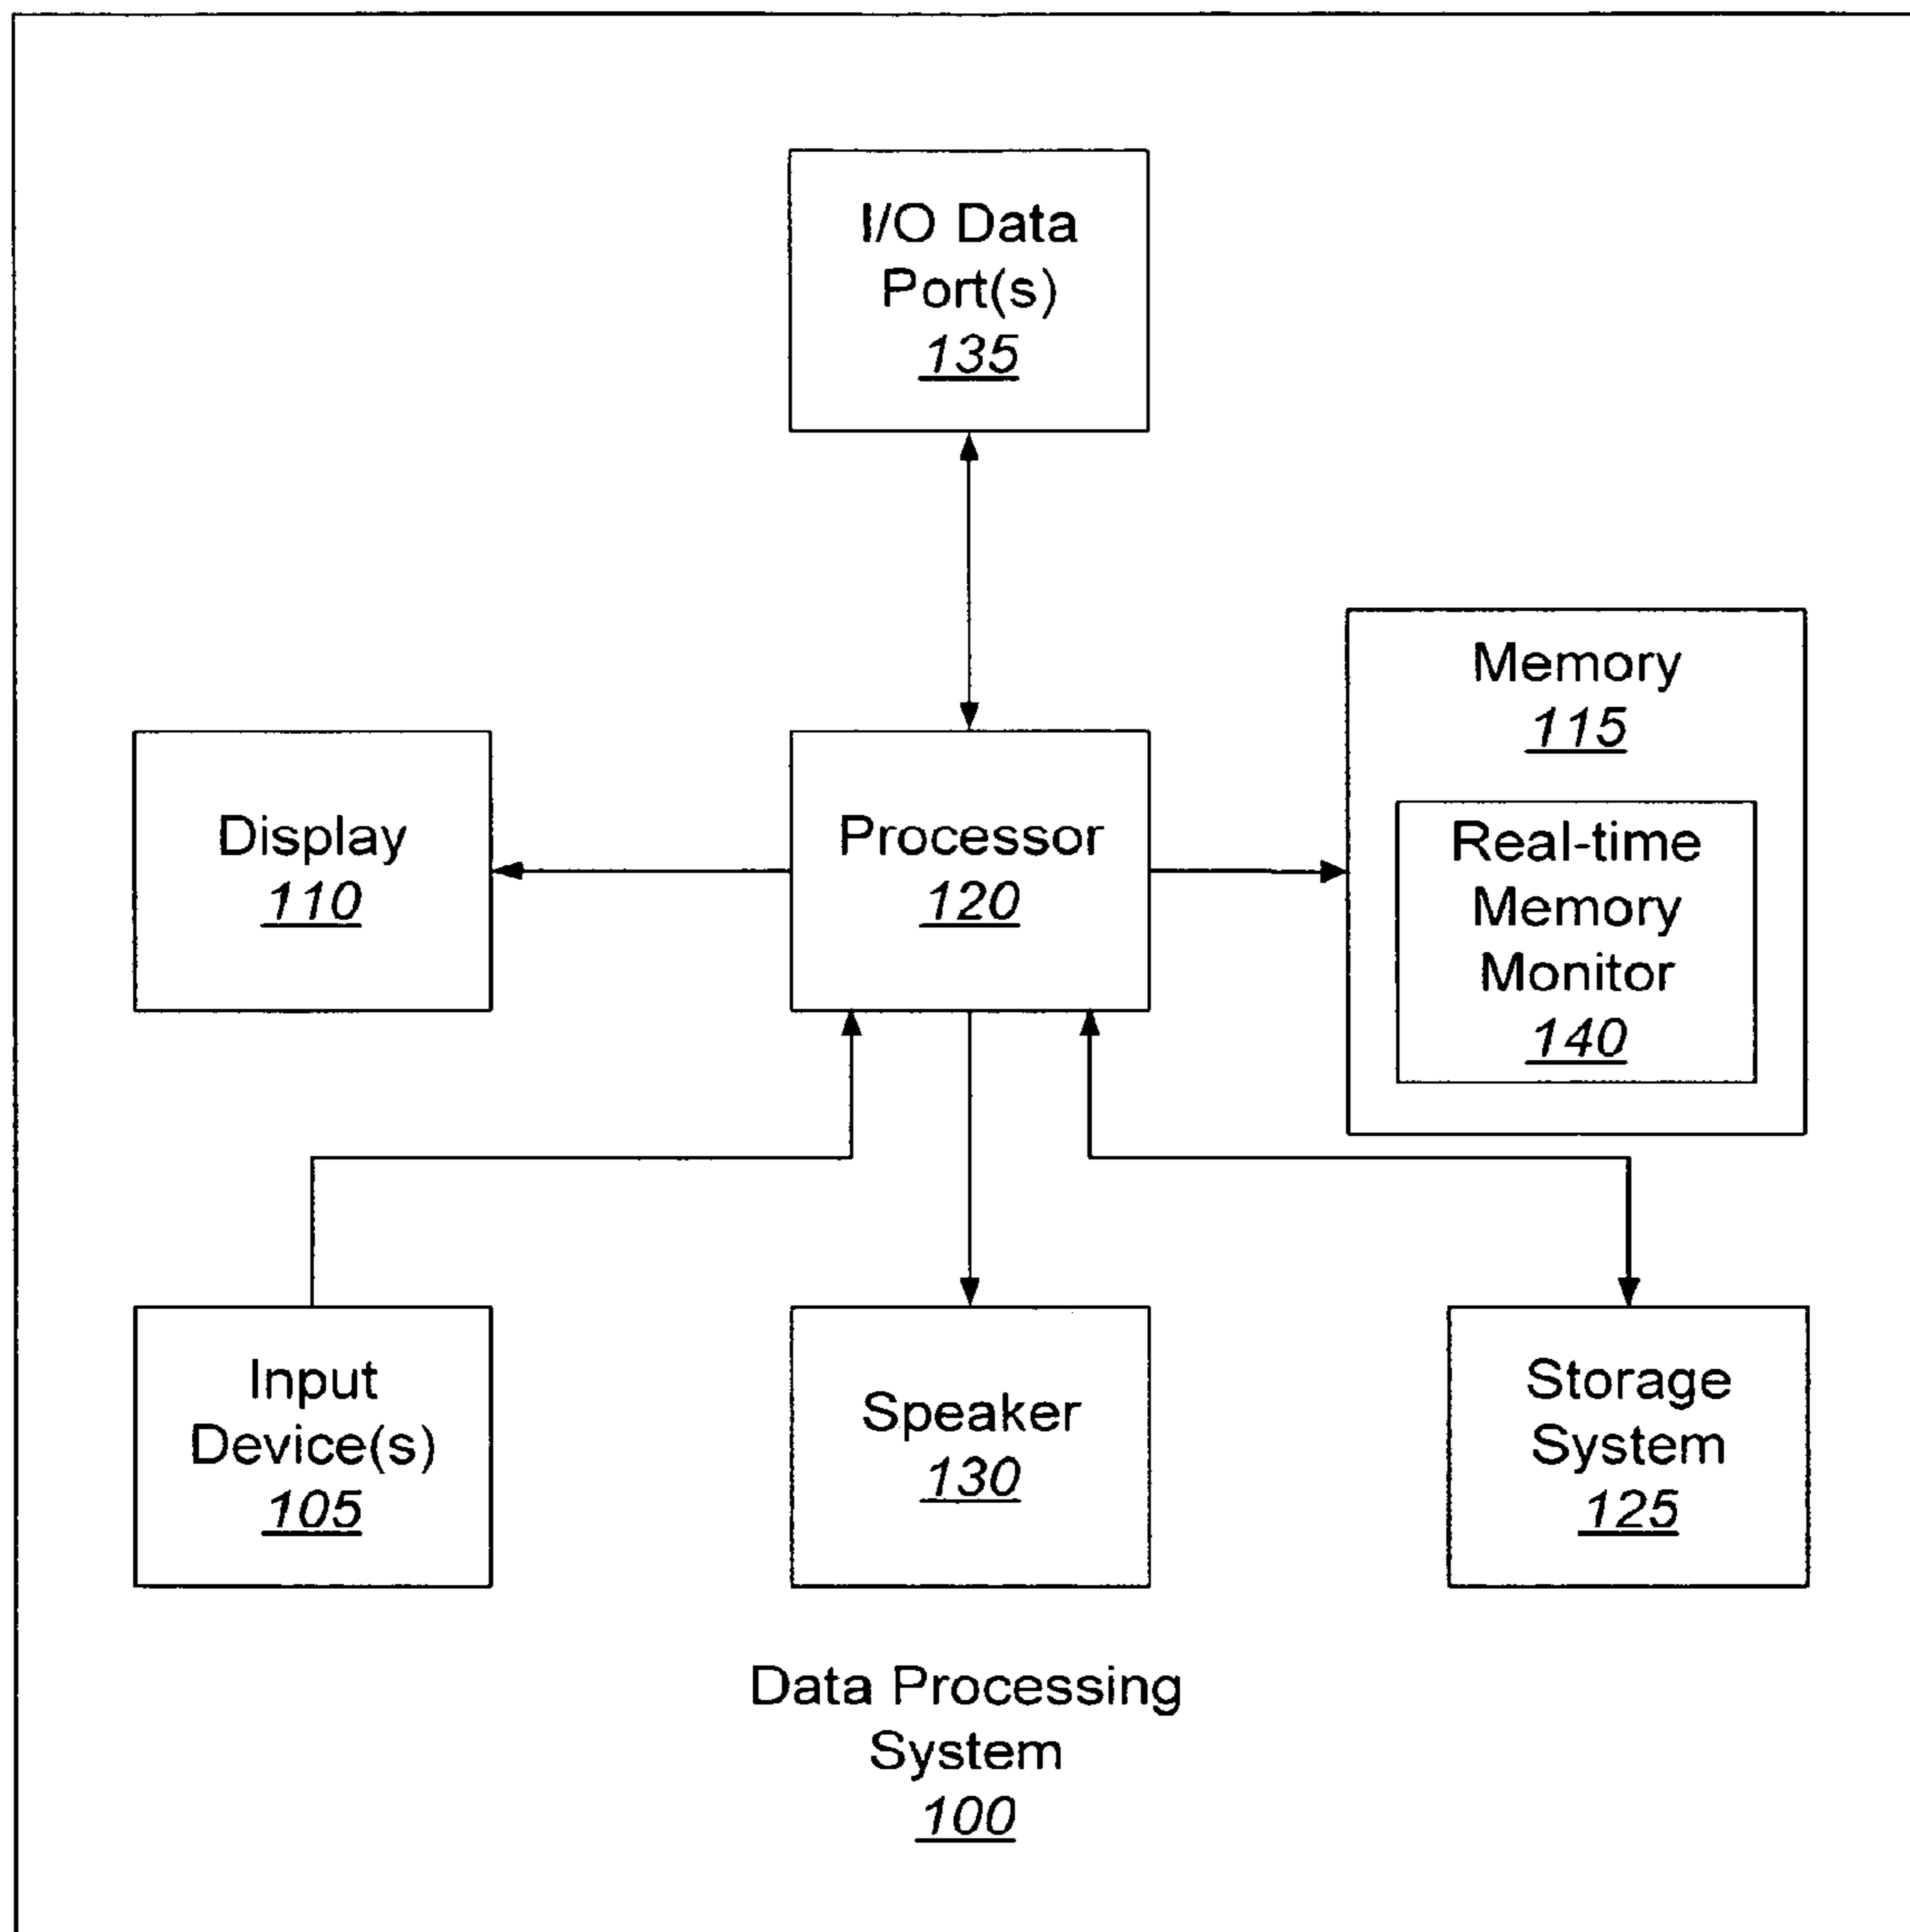 I/O Data
Port(s)
135
Memory
115
Display
110
Processor
120
Real-time
Memory
Monitor
140
Input
Device(s)
105
Speaker
130
Storage
System
125
Data Processing
System
100